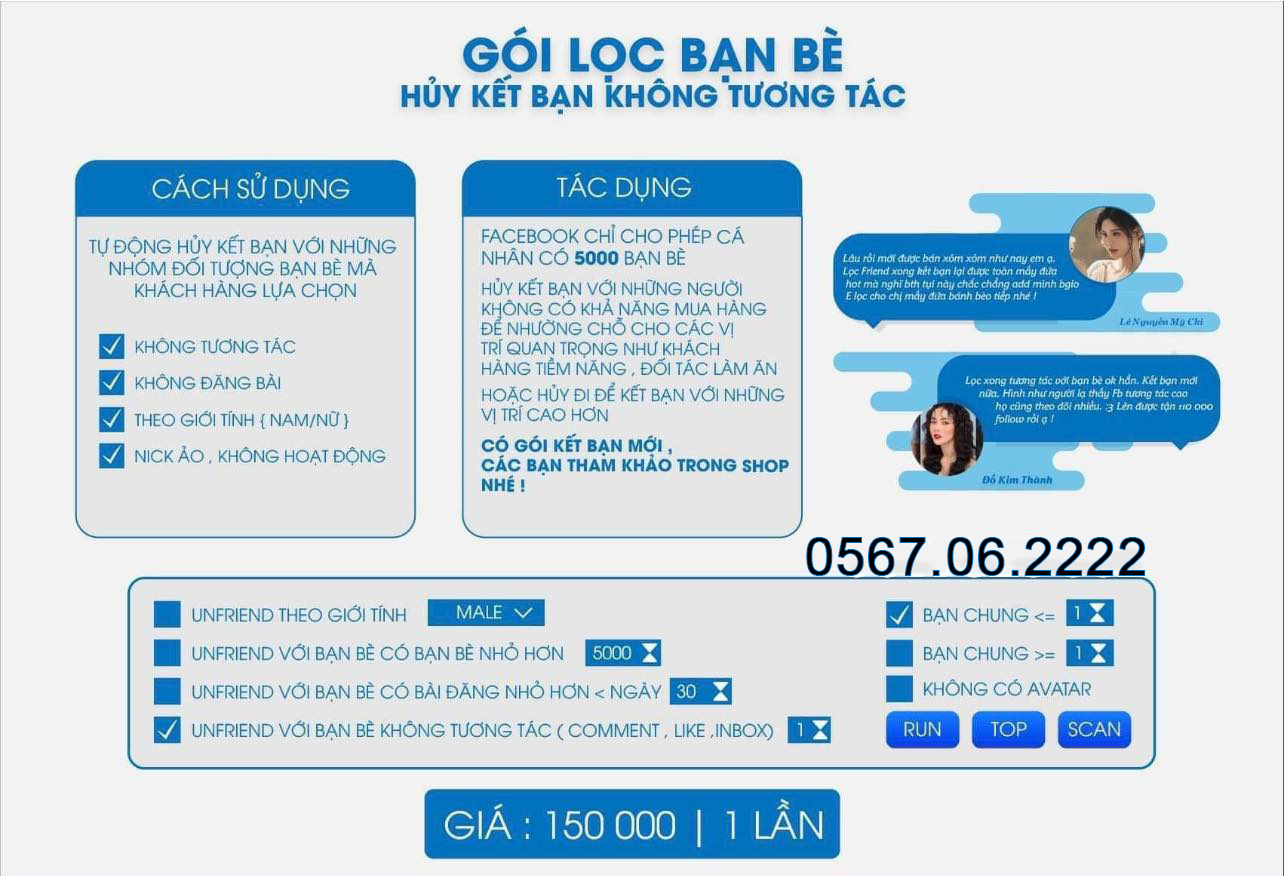 GÓI LỌC BẠN BÈ
HỦY KẾT BẠN KHÔNG TƯƠNG TÁC
CÁCH SỬ DỤNG
TỰ ĐỘNG HỦY KẾT BẠN VỚI NHỮNG
NHÓM ĐỐI TƯỢNG BẠN BÈ MÀ
KHÁCH HÀNG LỰA CHỌN
KHÔNG TƯƠNG TÁC
KHÔNG ĐĂNG BÀI
THEO GIỚI TÍNH { NAM/NỮ }
NICK ẢO , KHÔNG HOẠT ĐỘNG
TÁC DỤNG
FACEBOOK CHỈ CHO PHÉP CÁ
NHÂN CÓ 5000 BẠN BÈ
HỦY KẾT BẠN VỚI NHỮNG NGƯỜI
KHÔNG CÓ KHẢ NĂNG MUA HÀNG
ĐỂ NHƯỜNG CHỖ CHO CÁC VỊ
TRÍ QUAN TRỌNG NHƯ KHÁCH
HÀNG TIỀM NĂNG , ĐỐI TÁC LÀM ĂN
HOẶC HỦY ĐI ĐỂ KẾT BẠN VỚI NHỮNG
VỊ TRÍ CAO HƠN
CÓ GÓI KẾT BẠN MỚI ,
CÁC BẠN THAM KHẢO TRONG SHOP
NHÉ !
Lâu rồi mới được bán xôm xôm như nay em ạ.
Lọc Friend xong kết bạn lại được toàn mấy đứa
hot mà nghĩ bth tụi này chắc chẳng add minh bgio
E lọc cho chị mấy đứa bánh bèo tiếp nhé !
Lê Nguyễn Mỹ Chi
Lọc xong tương tác với bạn bè ok hẳn. Kết bạn mới
nữa, Hình như người lạ thấy Fb tương tác cao
họ cũng theo dõi nhiều. :3 Lên được tận 110 000
follow rồi ạ !
Đỗ Kim Thành
0567.06.2222
UNFRIEND THEO GIỚI TÍNH MALE
UNFRIEND VỚI BẠN BÈ CÓ BẠN BÈ NHỎ HƠN 5000
UNFRIEND VỚI BẠN BÈ CÓ BÀI ĐĂNG NHỎ HƠN < NGÀY 30
UNFRIEND VỚI BẠN BÈ KHÔNG TƯƠNG TÁC ( COMMENT , LIKE ,INBOX) 1
BẠN CHUNG <= 1
BẠN CHUNG >= 1
KHÔNG CÓ AVATAR
RUN TOP SCAN
GIÁ : 150 000 | 1 LẦN